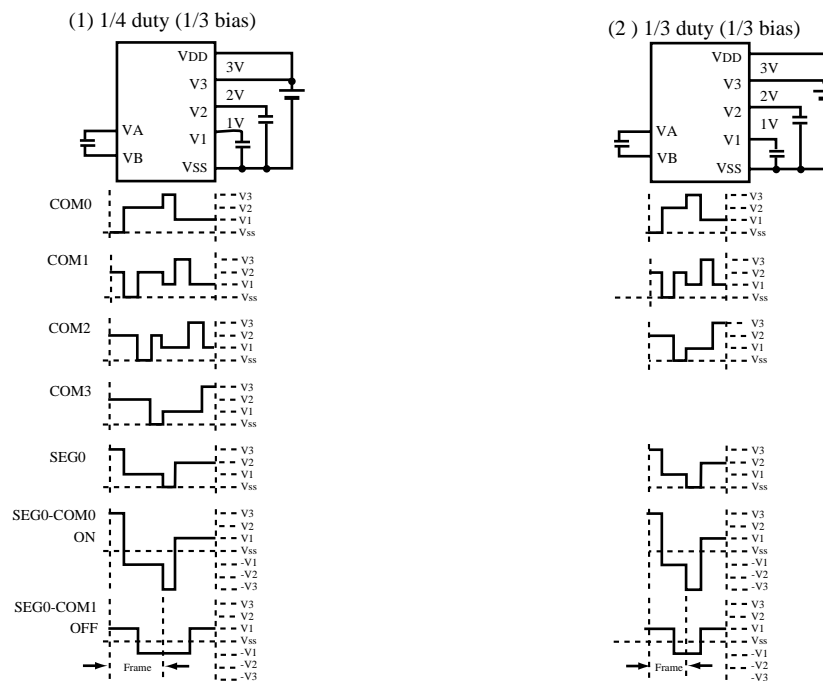 (1) 1/4 duty (1/3 bias)
VDD
3V
V3
2V
V2
1V
V1
VSS
VA
VB
COM0
V3
V2
V1
Vss
COM1
V3
V2
V1
Vss
COM2
V3
V2
V1
Vss
COM3
V3
V2
V1
Vss
SEG0
V3
V2
V1
Vss
SEG0-COM0
ON
V3
V2
V1
Vss
-V1
-V2
-V3
SEG0-COM1
OFF
V3
V2
V1
Vss
-V1
-V2
-V3
Frame
(2 ) 1/3 duty (1/3 bias)
VDD
3V
V3
2V
V2
1V
V1
VSS
VA
VB
V3
V2
V1
Vss
V3
V2
V1
Vss
V3
V2
V1
Vss
V3
V2
V1
Vss
V3
V2
V1
Vss
-V1
-V2
-V3
V3
V2
V1
Vss
-V1
-V2
-V3
Frame